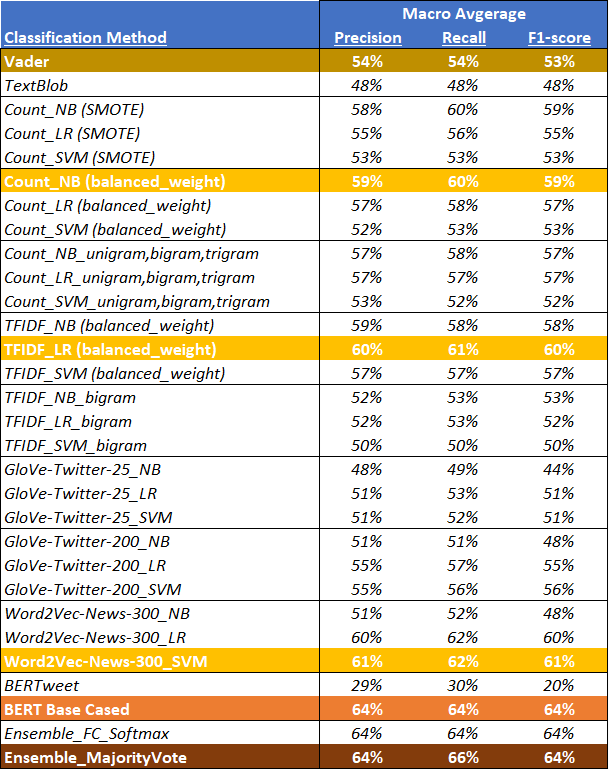 Macro Avgerage
Classification Method Precision Recall F1-score
Vader 54% 54% 53%
TextBlob 48% 48% 48%
Count_NB (SMOTE) 58% 60% 59%
Count_LR (SMOTE) 55% 56% 55%
Count_SVM (SMOTE) 53% 53% 53%
Count_NB (balanced_weight) 59% 60% 59%
Count_LR (balanced_weight) 57% 58% 57%
Count_SVM (balanced_weight) 52% 53% 53%
Count_NB_unigram,bigram,trigram 57% 58% 57%
Count_LR_unigram,bigram,trigram 57% 57% 57%
Count_SVM_unigram,bigram,trigram 53% 52% 52%
TFIDF_NB (balanced_weight) 59% 58% 58%
TFIDF_LR (balanced_weight) 60% 61% 60%
TFIDF_SVM (balanced_weight) 57% 57% 57%
TFIDF_NB_bigram 52% 53% 53%
TFIDF_LR_bigram 52% 53% 52%
TFIDF_SVM_bigram 50% 50% 50%
GloVe-Twitter-25_NB 48% 49% 44%
GloVe-Twitter-25_LR 51% 53% 51%
GloVe-Twitter-25_SVM 51% 52% 51%
GloVe-Twitter-200_NB 51% 51% 48%
GloVe-Twitter-200_LR 55% 57% 55%
GloVe-Twitter-200_SVM 55% 56% 56%
Word2Vec-News-300_NB 51% 52% 48%
Word2Vec-News-300_LR 60% 62% 60%
Word2Vec-News-300_SVM 61% 62% 61%
BERTweet 29% 30% 20%
BERT Base Cased 64% 64% 64%
Ensemble_FC_Softmax 64% 64% 64%
Ensemble_MajorityVote 64% 66% 64%